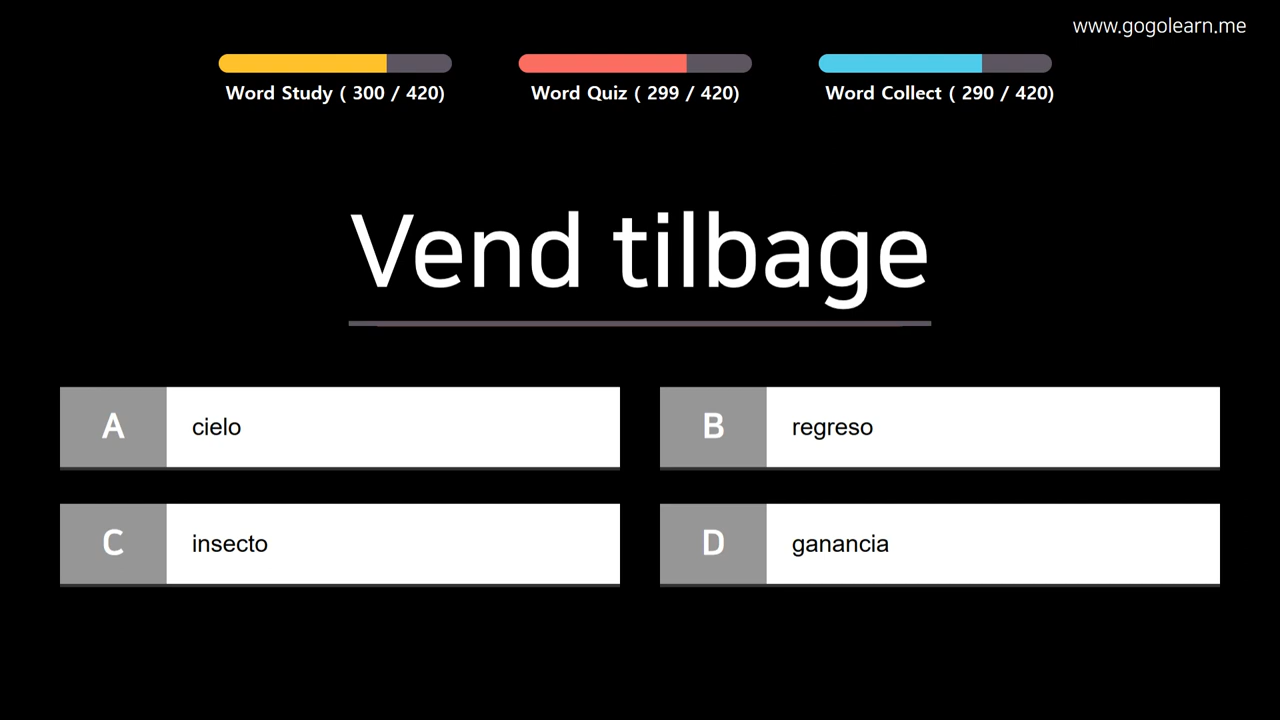 www.gogolearn.me
Word Study ( 300 / 420)
Word Quiz ( 299 / 420)
Word Collect ( 290 / 420)
Vend tilbage
A cielo
B regreso
C insecto
D ganancia